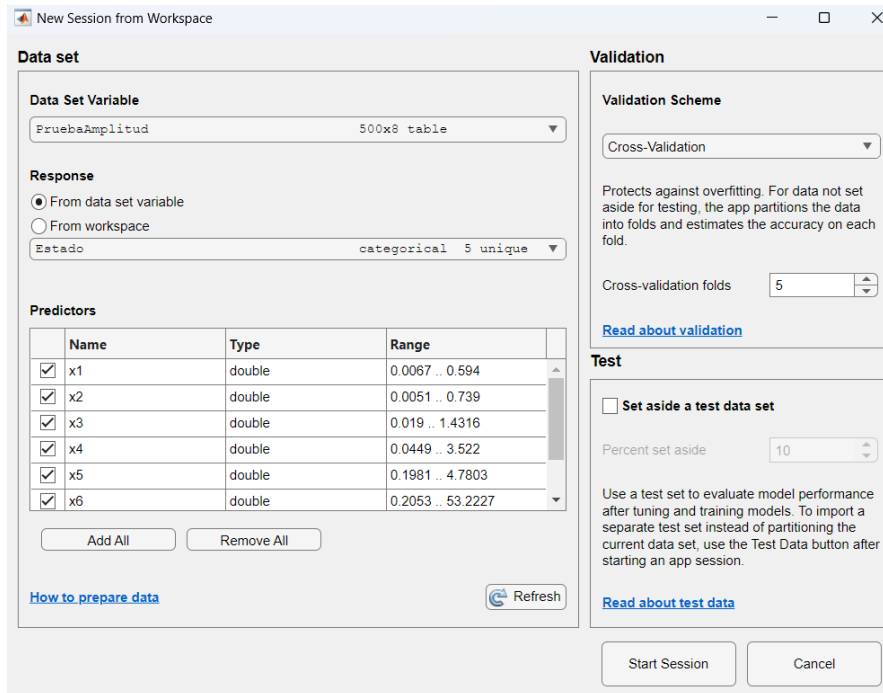 New Session from Workspace
Data set
Data Set Variable
PruebaAmplitud 500x8 table
Response
From data set variable
From workspace
Estado categorical 5 unique
Predictors
Name Type Range
x1 double 0.0067 .. 0.594
x2 double 0.0051 .. 0.739
x3 double 0.019 .. 1.4316
x4 double 0.0449 .. 3.522
x5 double 0.1981 .. 4.7803
x6 double 0.2053 .. 53.2227
Add All Remove All
How to prepare data Refresh
Validation
Validation Scheme
Cross-Validation
Protects against overfitting. For data not set
aside for testing, the app partitions the data
into folds and estimates the accuracy on each
fold.
Cross-validation folds 5
Read about validation
Test
Set aside a test data set
Percent set aside 10
Use a test set to evaluate model performance
after tuning and training models. To import a
separate test set instead of partitioning the
current data set, use the Test Data button after
starting an app session.
Read about test data
Start Session Cancel